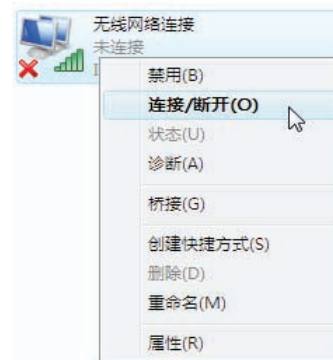 无线网络连接
未连接
禁用(B)
连接/断开(O)
状态(U)
诊断(A)
桥接(G)
创建快捷方式(S)
删除(D)
重命名(M)
属性(R)